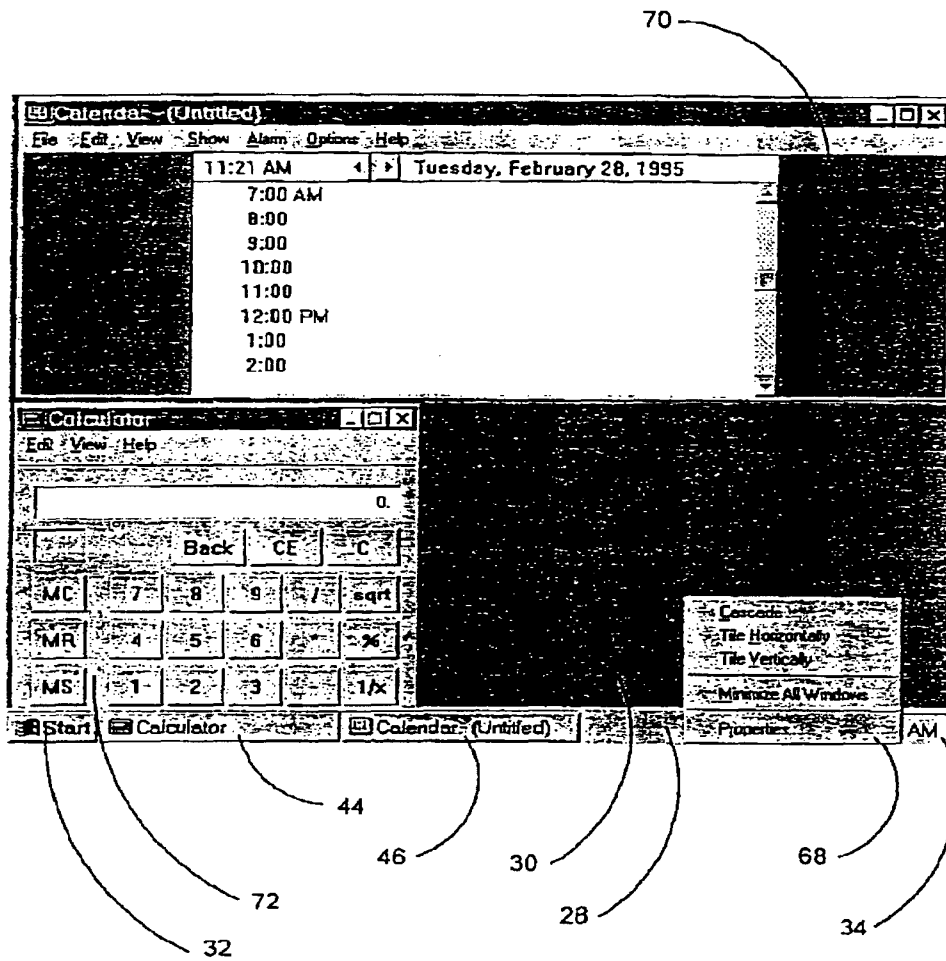 70
Calendar - (Untitled)
File Edit View Show Alarm Options Help
11:21 AM Tuesday, February 28, 1995
7:00 AM
8:00
9:00
10:00
11:00
12:00 PM
1:00
2:00
Calculator
Edit View Help
0.
Back CE C
MC 7 8 9 / sqrt
MR 4 5 6 %
MS 1 2 3 - 1/x
Cascade
Tile Horizontally
Tile Vertically
Minimize All Windows
Properties
Start Calculator Calendar - (Untitled) AM
44
46 30 68
72 28 34
32